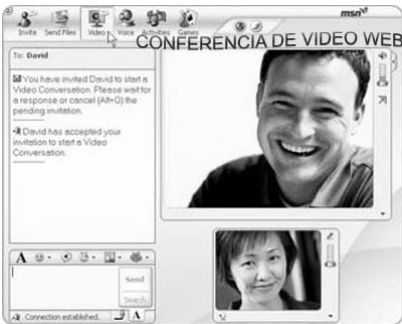 msn
Invite Send Files Video Voice Activities Games
CONFERENCIA DE VIDEO WEB
To: David
You have invited David to start a
Video Conversation. Please wait for
a response or cancel (Alt+Q) the
pending invitation.
David has accepted your
invitation to start a Video
Conversation.
A
Send
Search
Connection established.
A